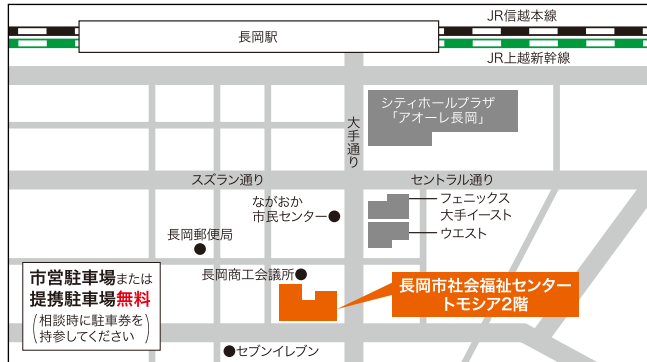 JR信越本線
長岡駅
JR上越新幹線
シティホールプラザ
「アオーレ長岡」
大手通り
スズラン通り
セントラル通り
ながおか
市民センター
フェニックス
大手イースト
ウエスト
長岡郵便局
長岡商工会議所
長岡市社会福祉センター
トモシア2階
市営駐車場または
提携駐車場無料
(相談時に駐車券を
持参してください)
セブンイレブン